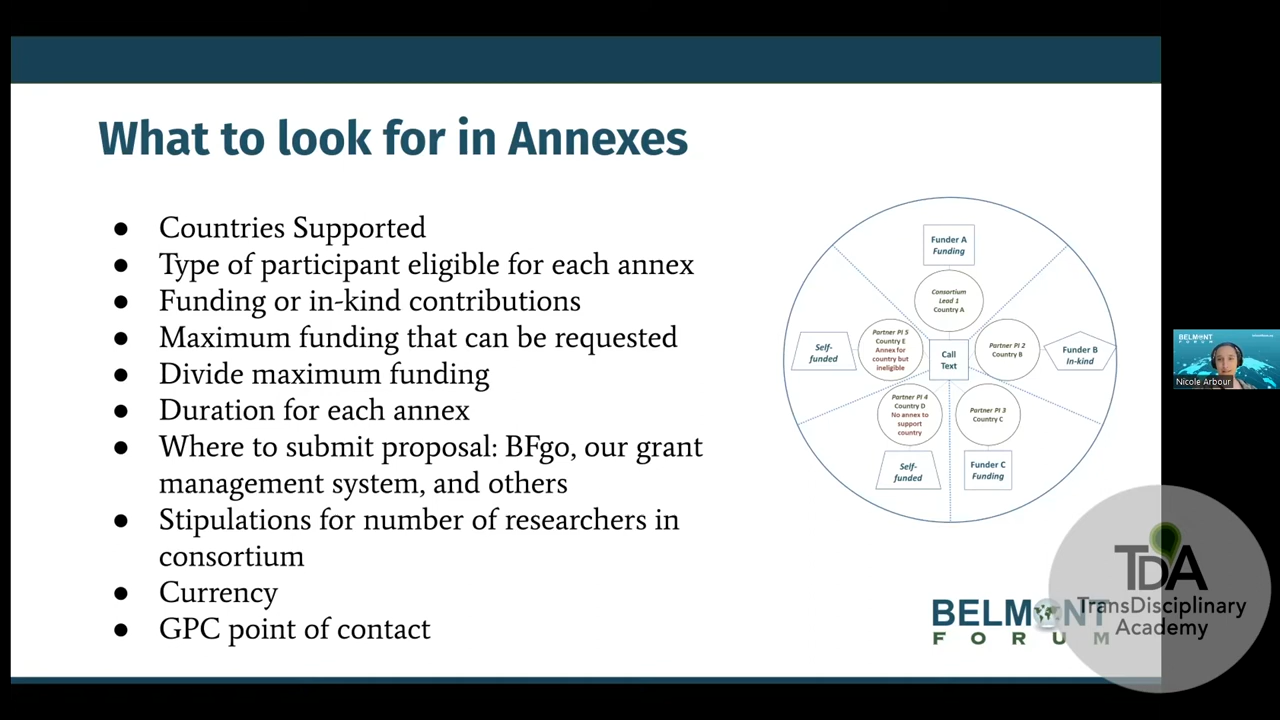 What to look for in Annexes
● Countries Supported
● Type of participant eligible for each annex
● Funding or in-kind contributions
● Maximum funding that can be requested
● Divide maximum funding
● Duration for each annex
● Where to submit proposal: BFgo, our grant
management system, and others
● Stipulations for number of researchers in
consortium
● Currency
● GPC point of contact
Funder A
Funding
Consortium
Lead 1
Country A
Partner PI 5
Country E
Annex for
country but
ineligible
Self-
funded
Call
Text
Partner PI 2
Country B
Funder B
In-kind
Partner PI 4
Country D
No annex to
support
country
Self-
funded
Partner PI 3
Country C
Funder C
Funding
BELMONT
FORUM
TDA
TransDisciplinary
Academy
BELMONT
FORUM
Nicole Arbour